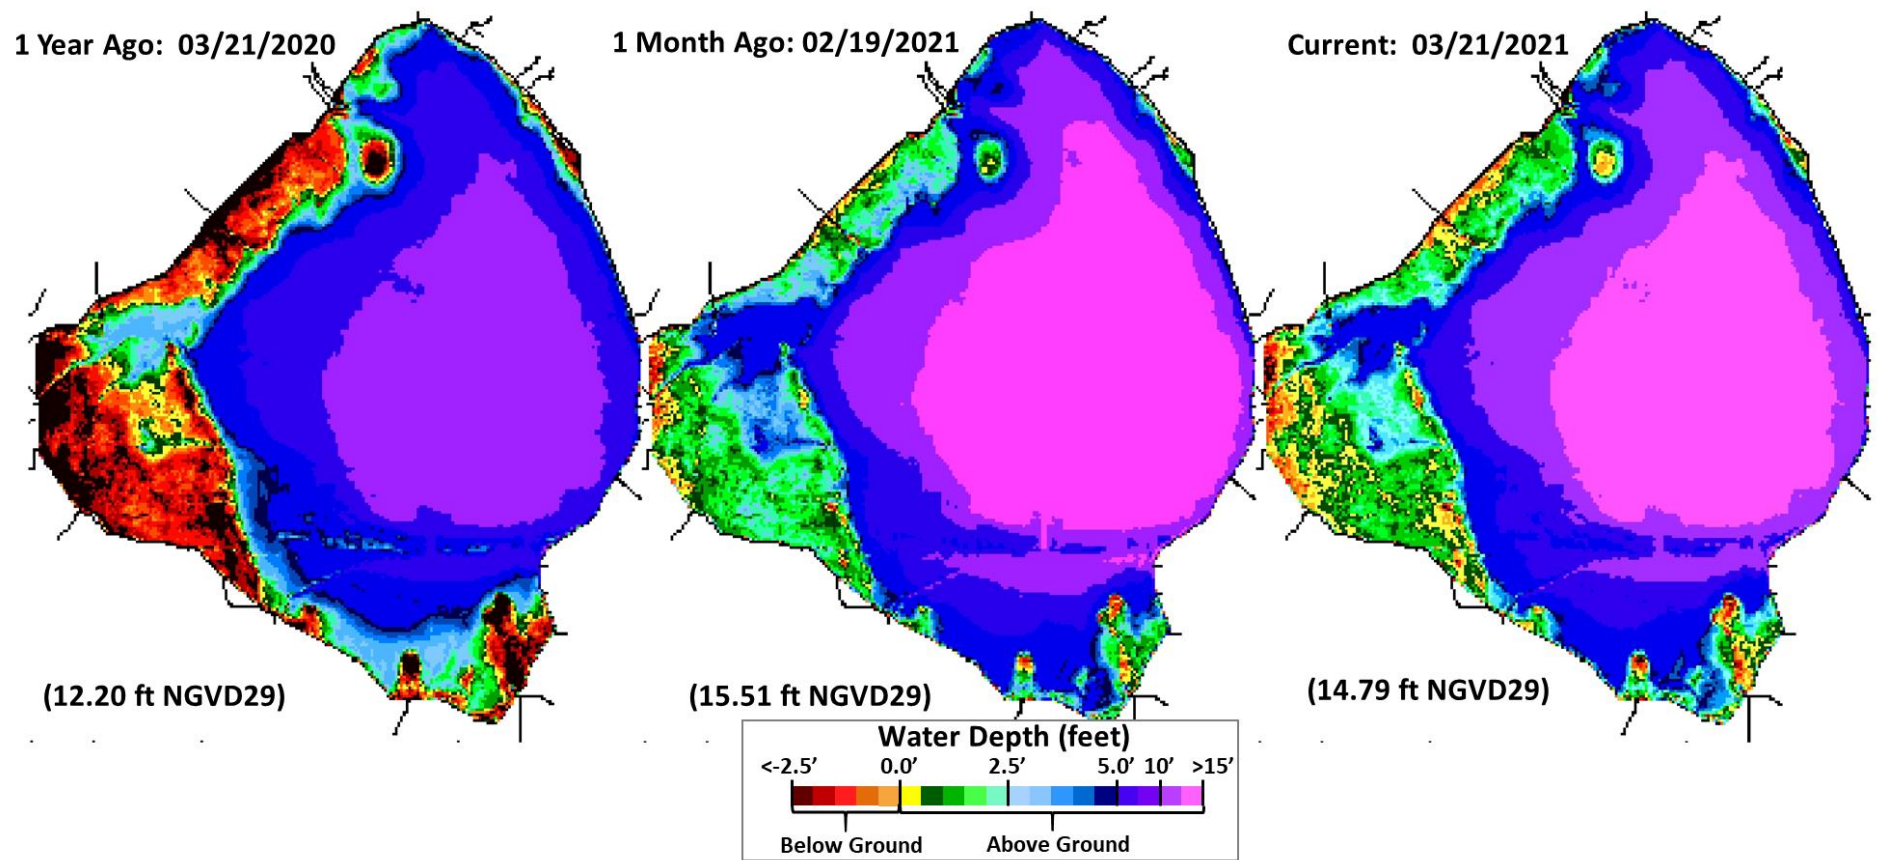 1 Year Ago:  03/21/2020
1 Month Ago: 02/19/2021
Current:  03/21/2021
(12.20 ft NGVD29)
(15.51 ft NGVD29)
(14.79 ft NGVD29)
Water Depth (feet)
<-2.5’ 0.0’ 2.5’ 5.0’ 10’ >15’
Below Ground Above Ground